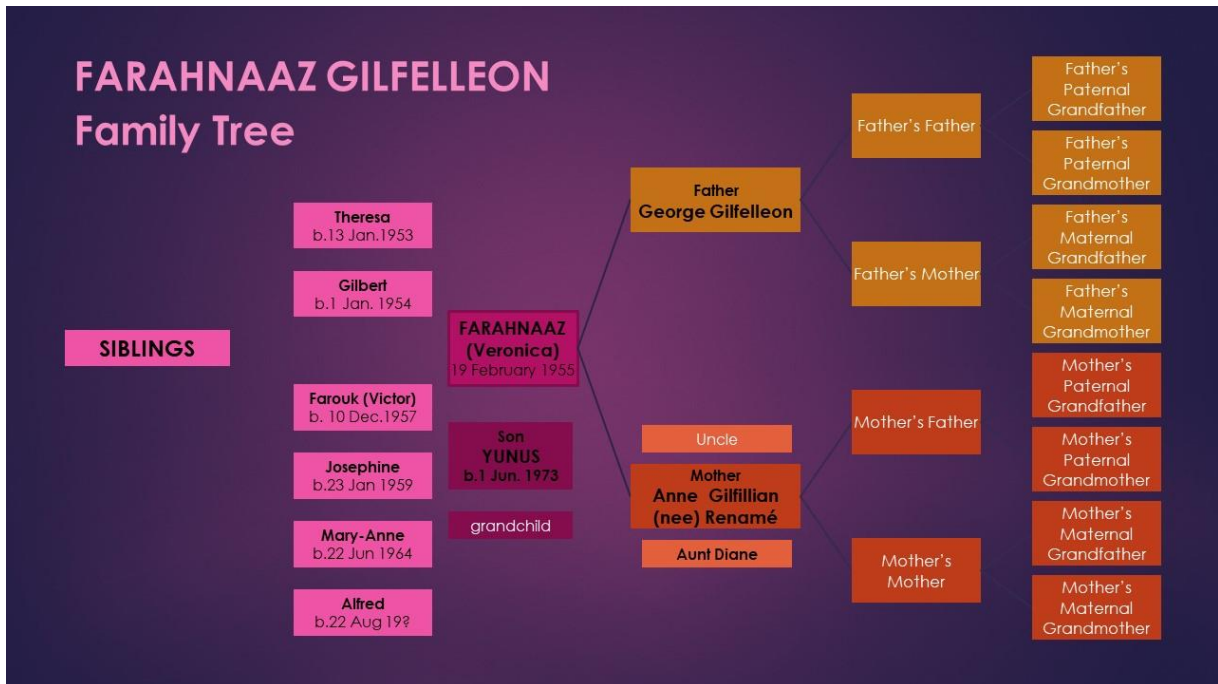 FARAHNAAZ GILFELLEON
Family Tree
SIBLINGS
Theresa
b.13 Jan.1953
Gilbert
b.1 Jan. 1954
Farouk (Victor)
b. 10 Dec.1957
Josephine
b.23 Jan 1959
Mary-Anne
b.22 Jun 1964
Alfred
b.22 Aug 19?
FARAHNAAZ
(Veronica)
19 February 1955
Son
YUNUS
b.1 Jun. 1973
grandchild
Father
George Gilfelleon
Uncle
Mother
Anne Gilfillian
(nee) Renamé
Aunt Diane
Father's Father
Father's Mother
Mother's Father
Mother's
Mother
Father's
Paternal
Grandfather
Father's
Paternal
Grandmother
Father's
Maternal
Grandfather
Father's
Maternal
Grandmother
Mother's
Paternal
Grandfather
Mother's
Paternal
Grandmother
Mother's
Maternal
Grandfather
Mother's
Maternal
Grandmother